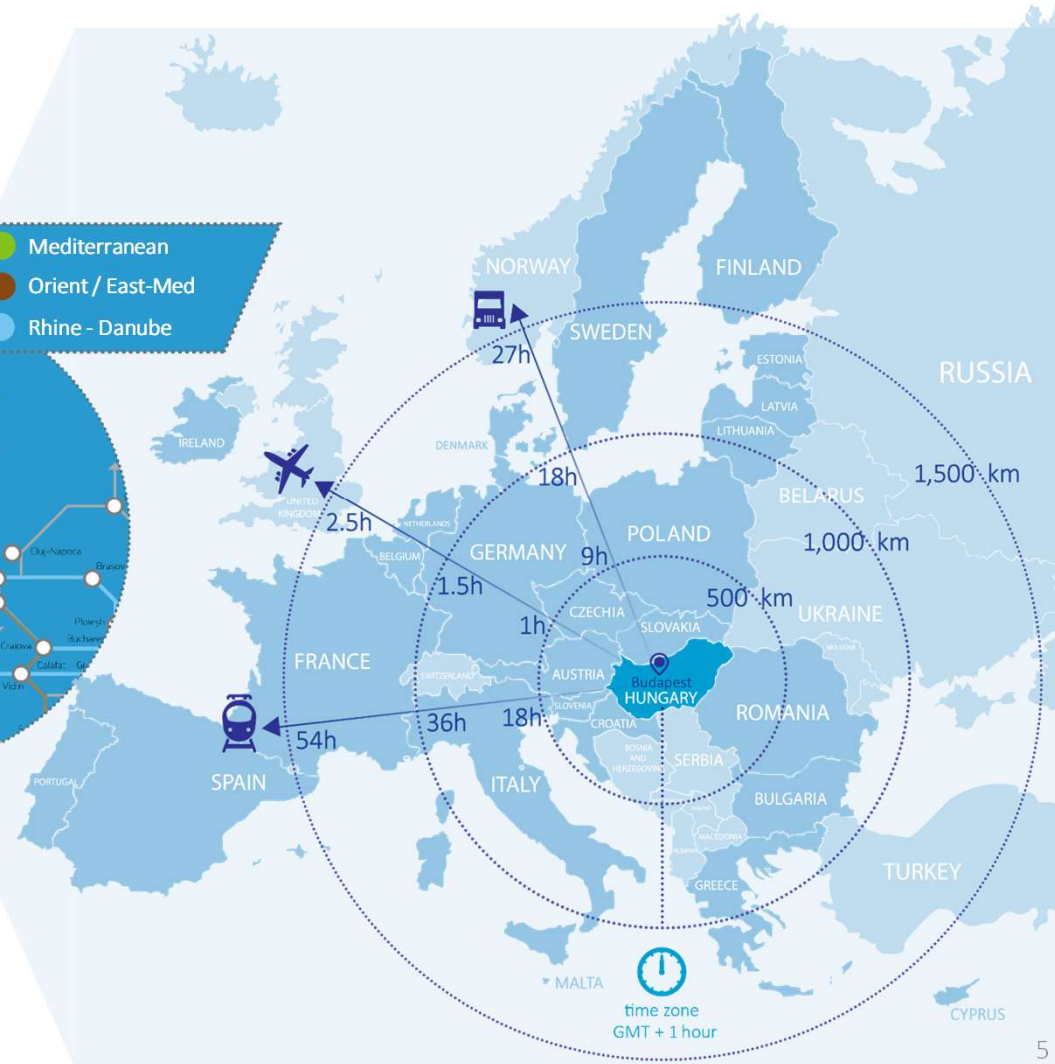 Mediterranean
Orient / East-Med
Rhine - Danube
Cluj-Napoca
Brașov
Craiova
Calafat
Vidin
NORWAY
FINLAND
SWEDEN
27h
ESTONIA
RUSSIA
LATVIA
LITHUANIA
IRELAND
DENMARK
18h
1,500 km
BELARUS
UNITED
KINGDOM
2.5h
NETHERLANDS
POLAND
1,000 km
BELGIUM
GERMANY
9h
1.5h
500 km
CZECHIA
UKRAINE
1h
SLOVAKIA
MOLDOVA
FRANCE
SWITZERLAND
AUSTRIA
Budapest
HUNGARY
SLOVENIA
ROMANIA
18h
36h
54h
CROATIA
BOSNIA
AND
HERZEGOVINA
SERBIA
PORTUGAL
SPAIN
ITALY
BULGARIA
MACEDONIA
TURKEY
GREECE
MALTA
time zone
GMT + 1 hour
CYPRUS
5